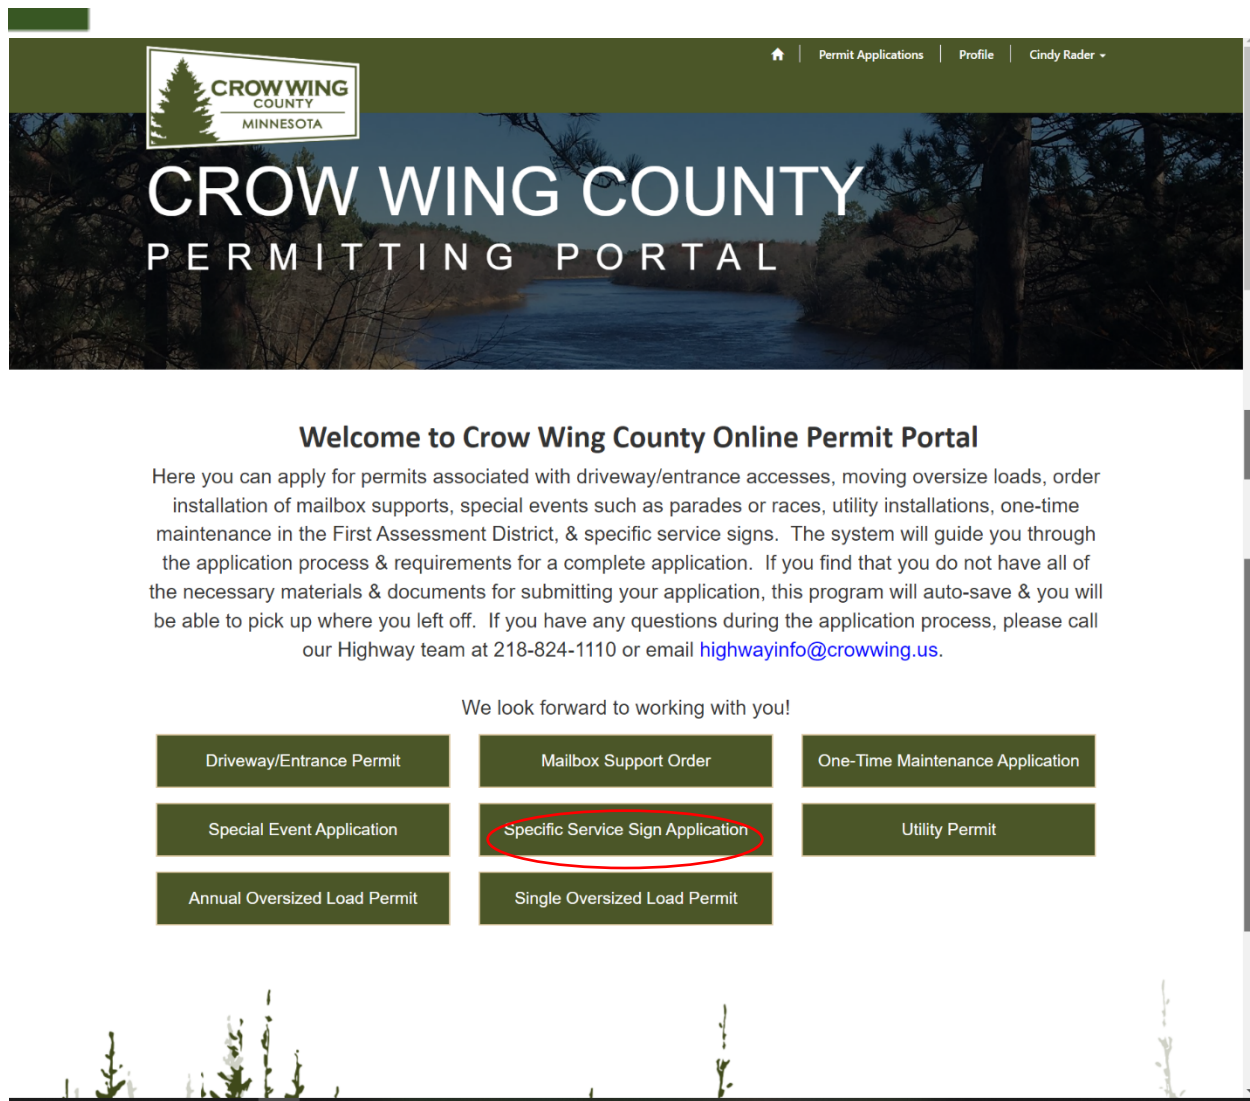 Permit Applications
Profile
Cindy Rader
CROW WING
COUNTY
MINNESOTA
CROW WING COUNTY
PERMITTING PORTAL
Welcome to Crow Wing County Online Permit Portal
Here you can apply for permits associated with driveway/entrance accesses, moving oversize loads, order
installation of mailbox supports, special events such as parades or races, utility installations, one-time
maintenance in the First Assessment District, & specific service signs.  The system will guide you through
the application process & requirements for a complete application.  If you find that you do not have all of
the necessary materials & documents for submitting your application, this program will auto-save & you will
be able to pick up where you left off.  If you have any questions during the application process, please call
our Highway team at 218-824-1110 or email highwayinfo@crowwing.us.
We look forward to working with you!
Driveway/Entrance Permit
Mailbox Support Order
One-Time Maintenance Application
Special Event Application
Specific Service Sign Application
Utility Permit
Annual Oversized Load Permit
Single Oversized Load Permit